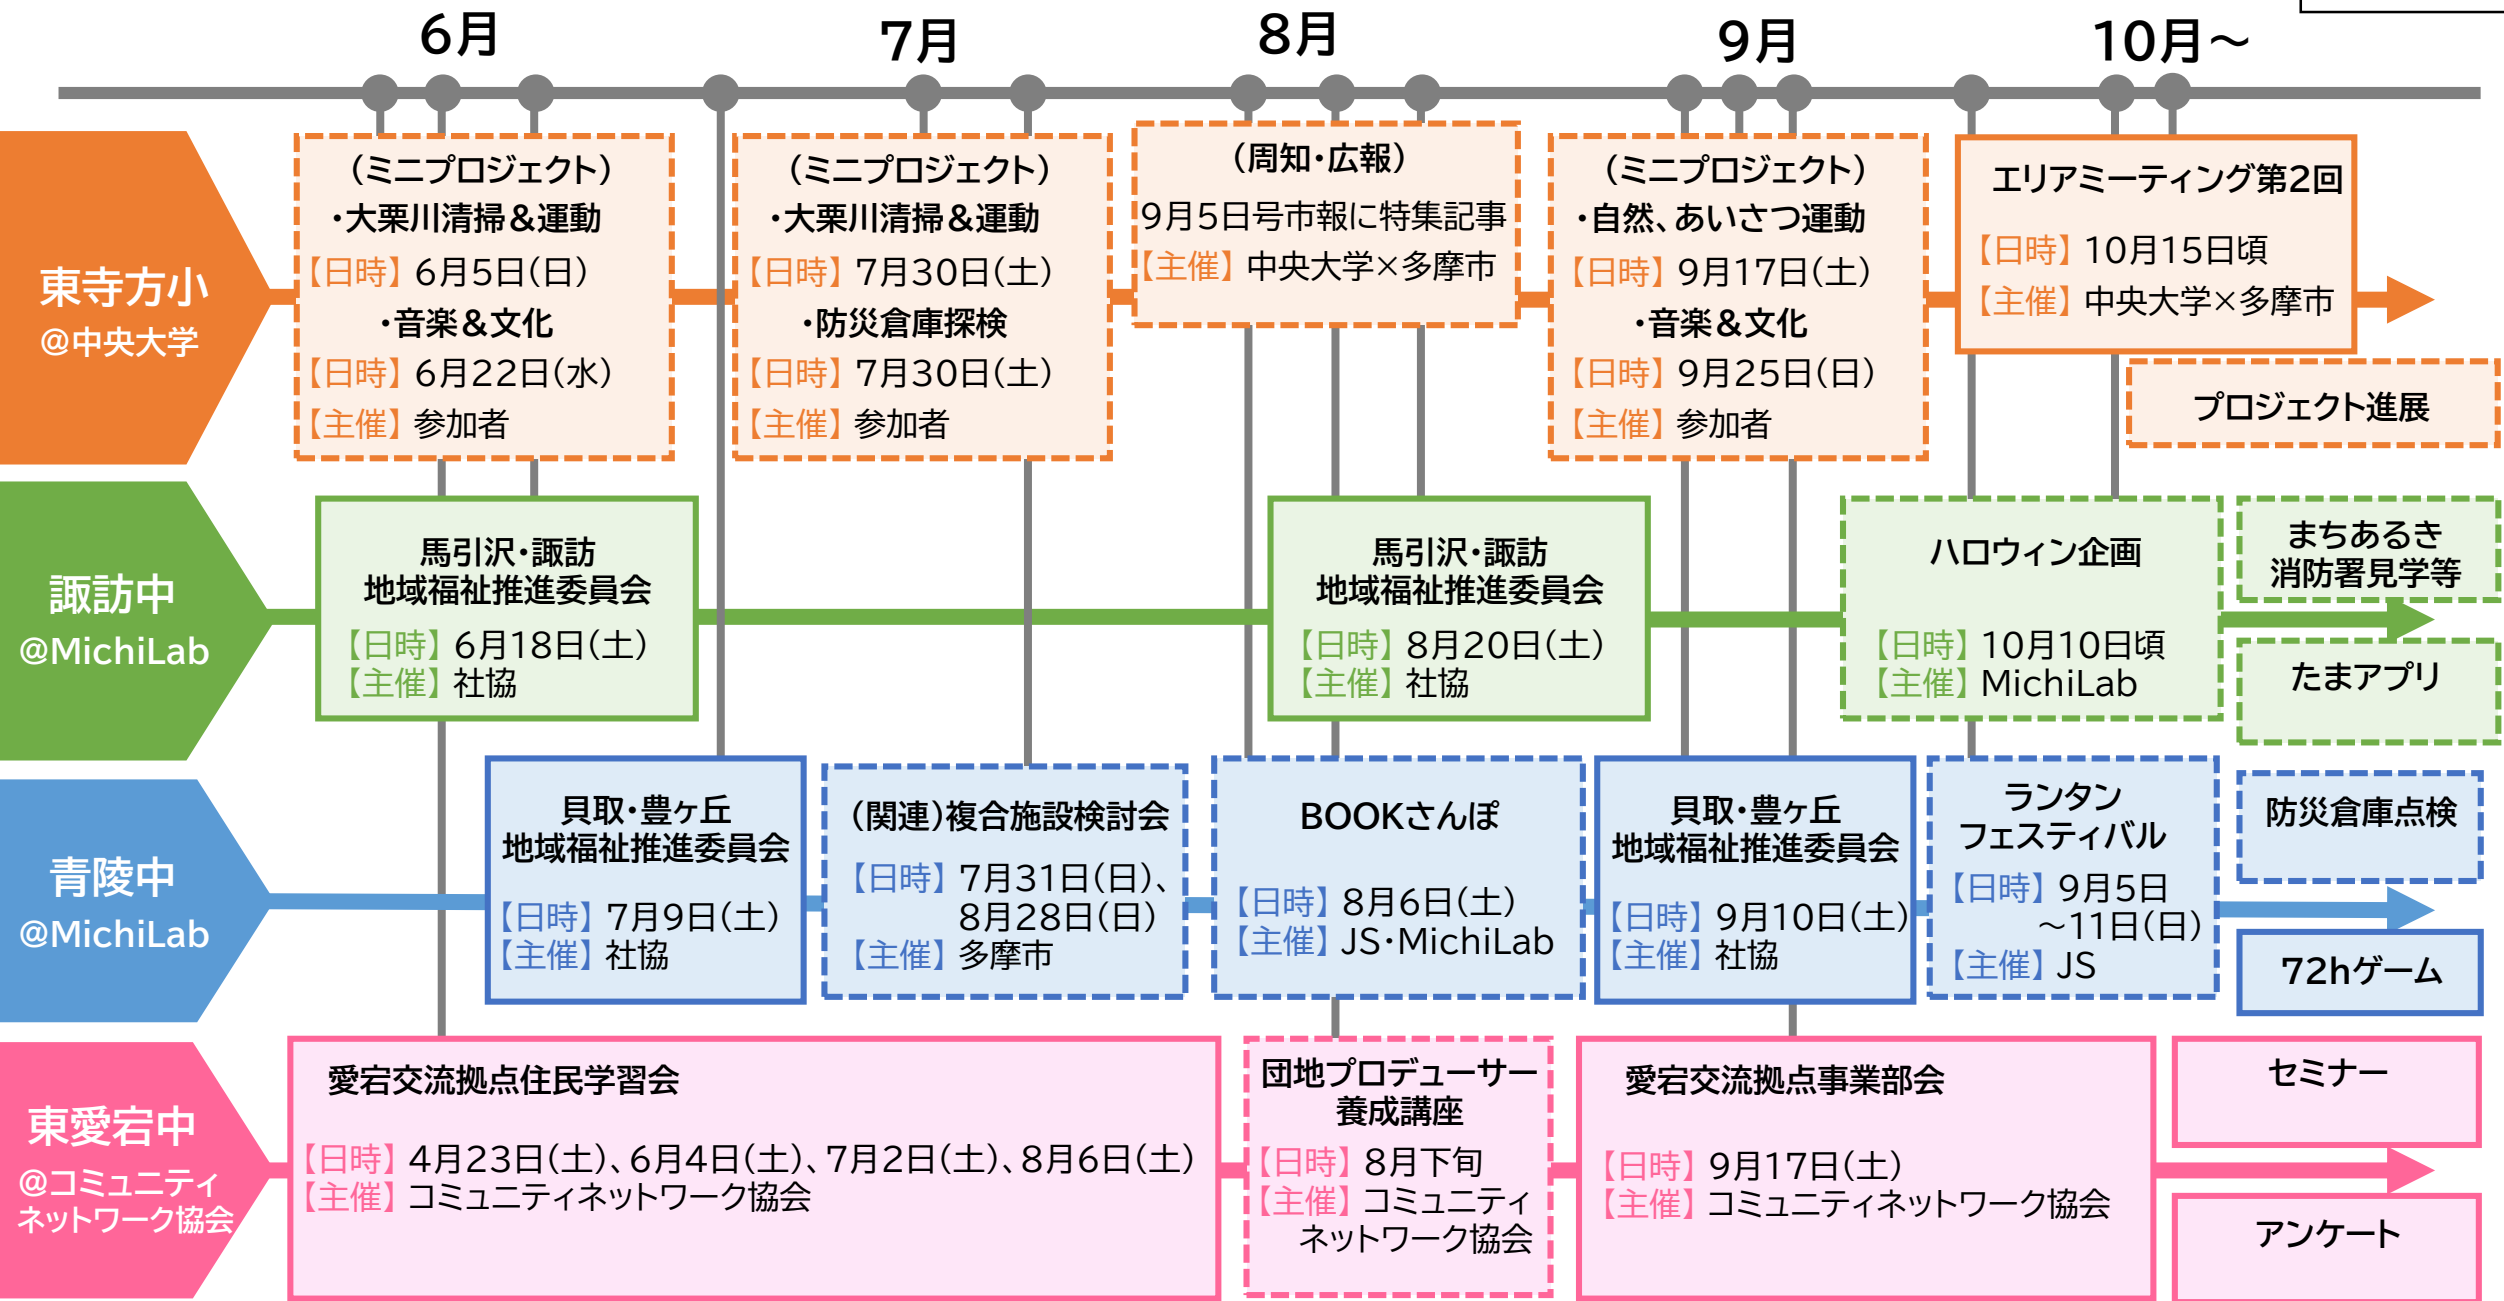 6月
7月
8月
9月
10月～
東寺方小
@中央大学
（ミニプロジェクト）
・大栗川清掃＆運動
【日時】6月5日(日)
・音楽＆文化
【日時】6月22日(水)
【主催】参加者
（ミニプロジェクト）
・大栗川清掃＆運動
【日時】7月30日(土)
・防災倉庫探検
【日時】7月30日(土)
【主催】参加者
（周知・広報）
9月5日号市報に特集記事
【主催】中央大学×多摩市
（ミニプロジェクト）
・自然、あいさつ運動
【日時】9月17日(土)
・音楽＆文化
【日時】9月25日(日)
【主催】参加者
エリアミーティング第2回
【日時】10月15日頃
【主催】中央大学×多摩市
プロジェクト進展
諏訪中
@MichiLab
馬引沢・諏訪
地域福祉推進委員会
【日時】6月18日(土)
【主催】社協
馬引沢・諏訪
地域福祉推進委員会
【日時】8月20日(土)
【主催】社協
ハロウィン企画
【日時】10月10日頃
【主催】MichiLab
まちあるき
消防署見学等
たまアプリ
青陵中
@MichiLab
貝取・豊ヶ丘
地域福祉推進委員会
【日時】7月9日(土)
【主催】社協
（関連）複合施設検討会
【日時】7月31日(日)、
8月28日(日)
【主催】多摩市
BOOKさんぽ
【日時】8月6日(土)
【主催】JS・MichiLab
貝取・豊ヶ丘
地域福祉推進委員会
【日時】9月10日(土)
【主催】社協
ランタン
フェスティバル
【日時】9月5日
～11日(日)
【主催】JS
防災倉庫点検
72hゲーム
東愛宕中
@コミュニティ
ネットワーク協会
愛宕交流拠点住民学習会
【日時】4月23日(土)、6月4日(土)、7月2日(土)、8月6日(土)
【主催】コミュニティネットワーク協会
団地プロデューサー
養成講座
【日時】8月下旬
【主催】コミュニティ
ネットワーク協会
愛宕交流拠点事業部会
【日時】9月17日(土)
【主催】コミュニティネットワーク協会
セミナー
アンケート